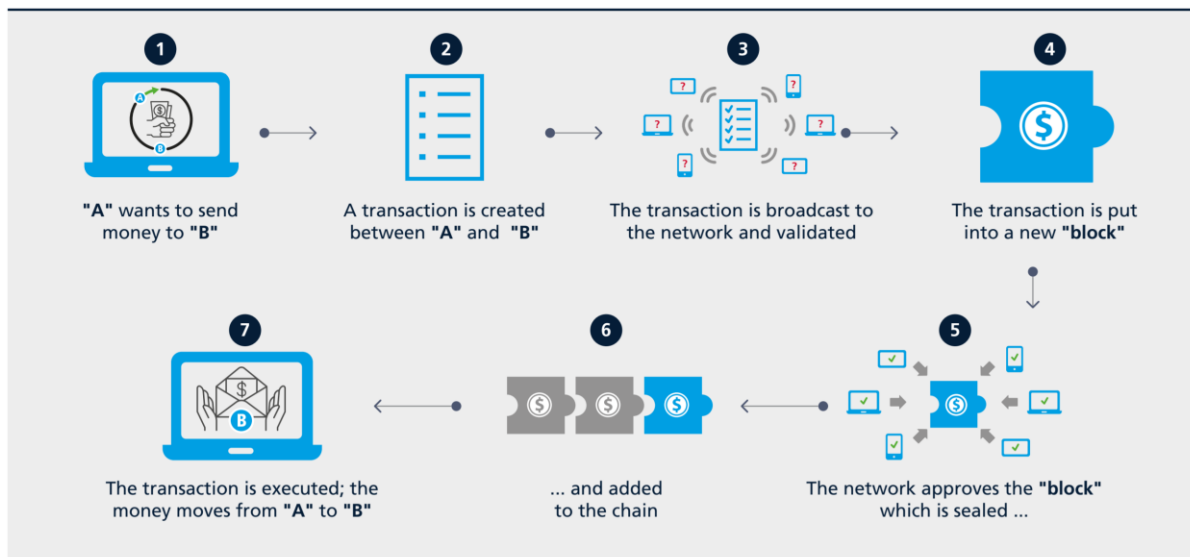 1
A
$
B
"A" wants to send
money to "B"
2
A transaction is created
between "A" and "B"
3
?
?
?
?
?
?
The transaction is broadcast to
the network and validated
4
$
The transaction is put
into a new "block"
5
$
The network approves the "block"
which is sealed ...
6
$ $ $
... and added
to the chain
7
$
B
The transaction is executed; the
money moves from "A" to "B"